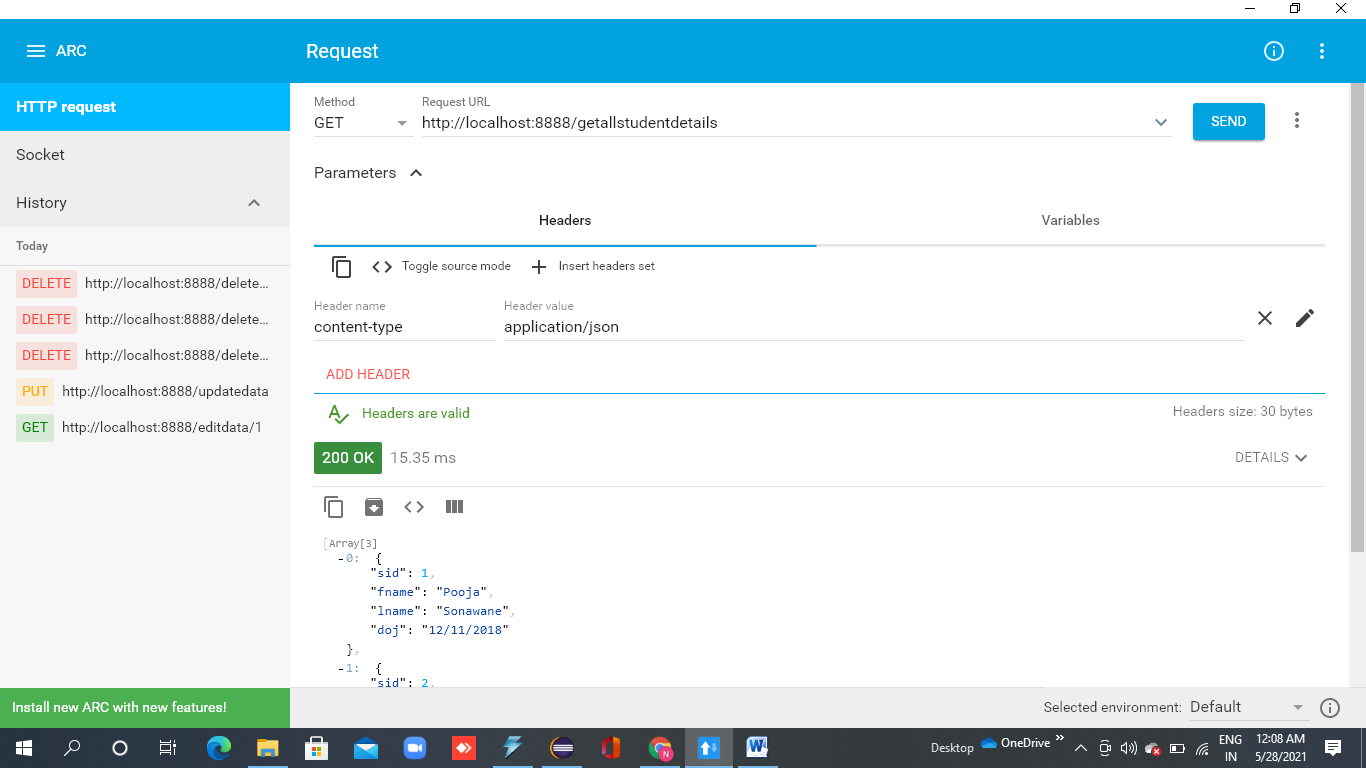 ARC
Request
HTTP request
Socket
History
Today
DELETE http://localhost:8888/delete...
DELETE http://localhost:8888/delete...
DELETE http://localhost:8888/delete...
PUT http://localhost:8888/updatedata
GET http://localhost:8888/editdata/1
Install new ARC with new features!
Method
GET
Request URL
http://localhost:8888/getallstudentdetails
SEND
Parameters
Headers
Variables
Toggle source mode
Insert headers set
Header name
content-type
Header value
application/json
ADD HEADER
Headers are valid
Headers size: 30 bytes
200 OK 15.35 ms
DETAILS
[Array[3]
-0: {
"sid": 1,
"fname": "Pooja",
"lname": "Sonawane",
"doj": "12/11/2018"
},
-1: {
"sid": 2,
Selected environment: Default
Desktop
OneDrive
ENG
IN
12:08 AM
5/28/2021